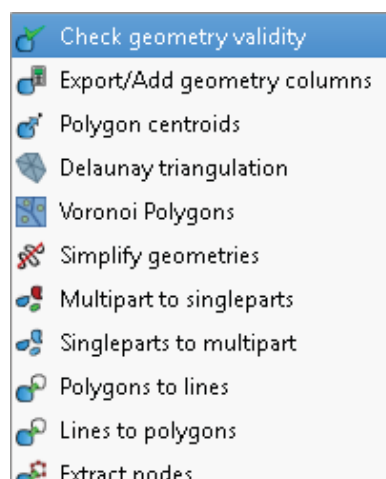 Check geometry validity
Export/Add geometry columns
Polygon centroids
Delaunay triangulation
Voronoi Polygons
Simplify geometries
Multipart to singleparts
Singleparts to multipart
Polygons to lines
Lines to polygons
Extract nodes